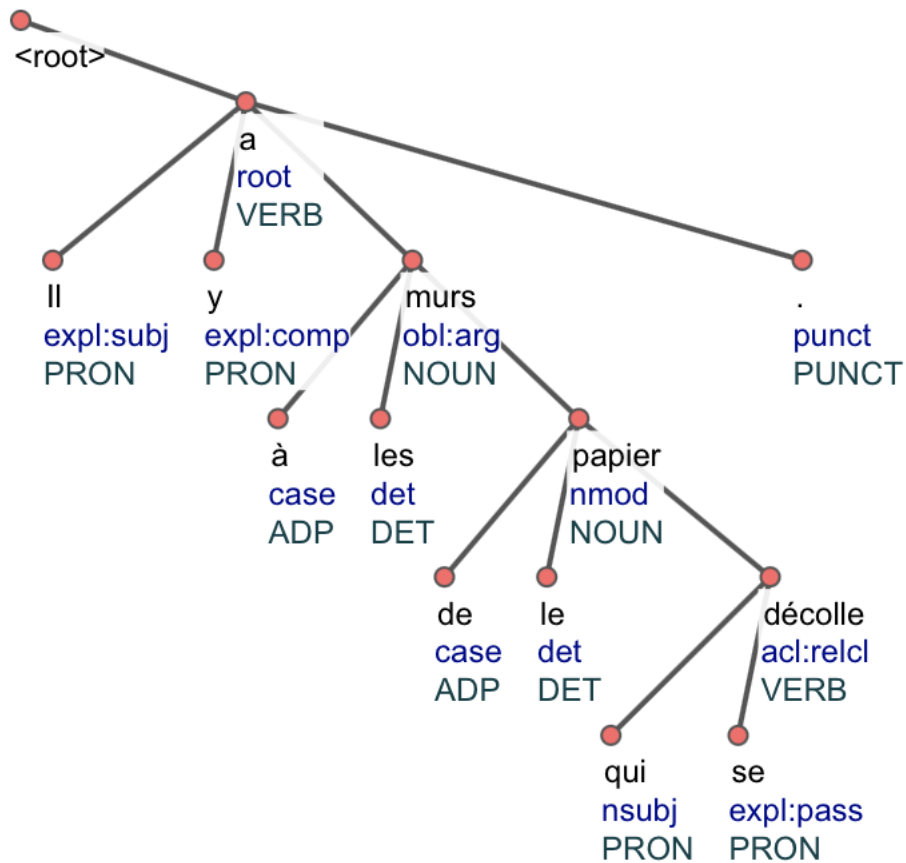 <root>
a
root
VERB
Il y murs .
expl:subj expl:comp obl:arg punct
PRON PRON NOUN PUNCT
à les papier
case det nmod
ADP DET NOUN
de le décolle
case det acl:relcl
ADP DET VERB
qui se
nsubj expl:pass
PRON PRON